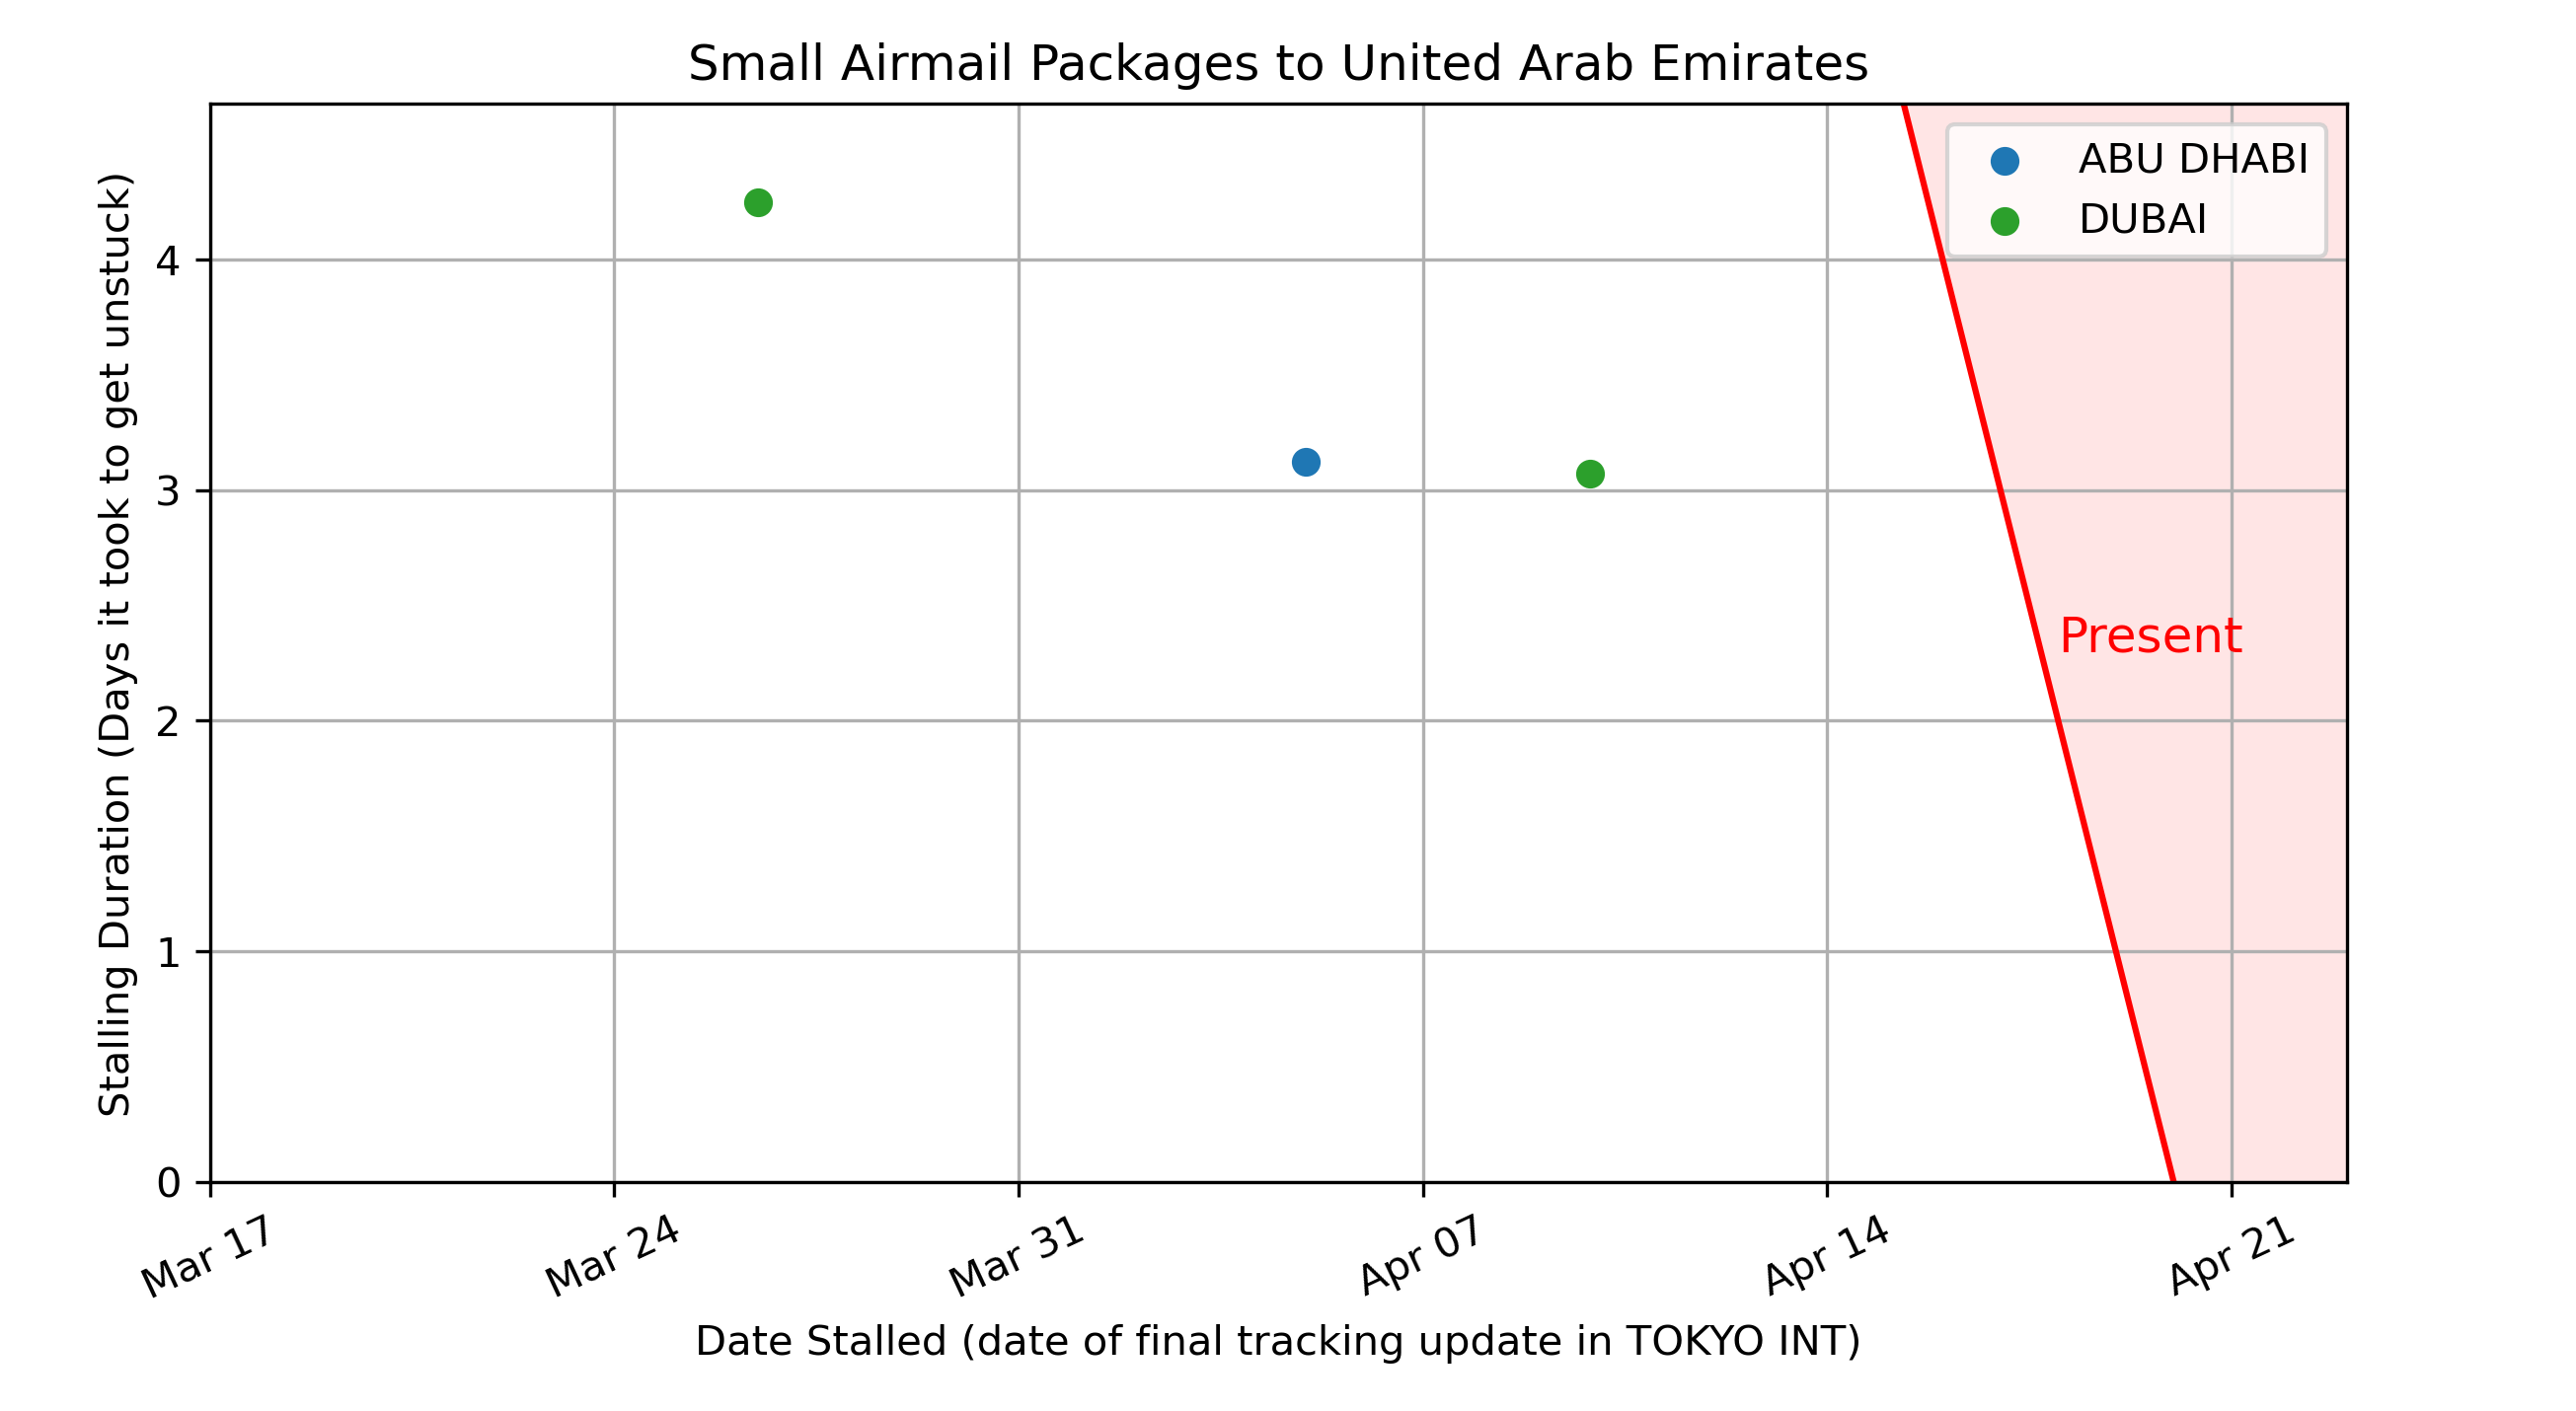 Small Airmail Packages to United Arab Emirates
ABU DHABI
DUBAI
Present
Stalling Duration (Days it took to get unstuck)
4
3
2
1
0
Mar 17
Mar 24
Mar 31
Apr 07
Apr 14
Apr 21
Date Stalled (date of final tracking update in TOKYO INT)